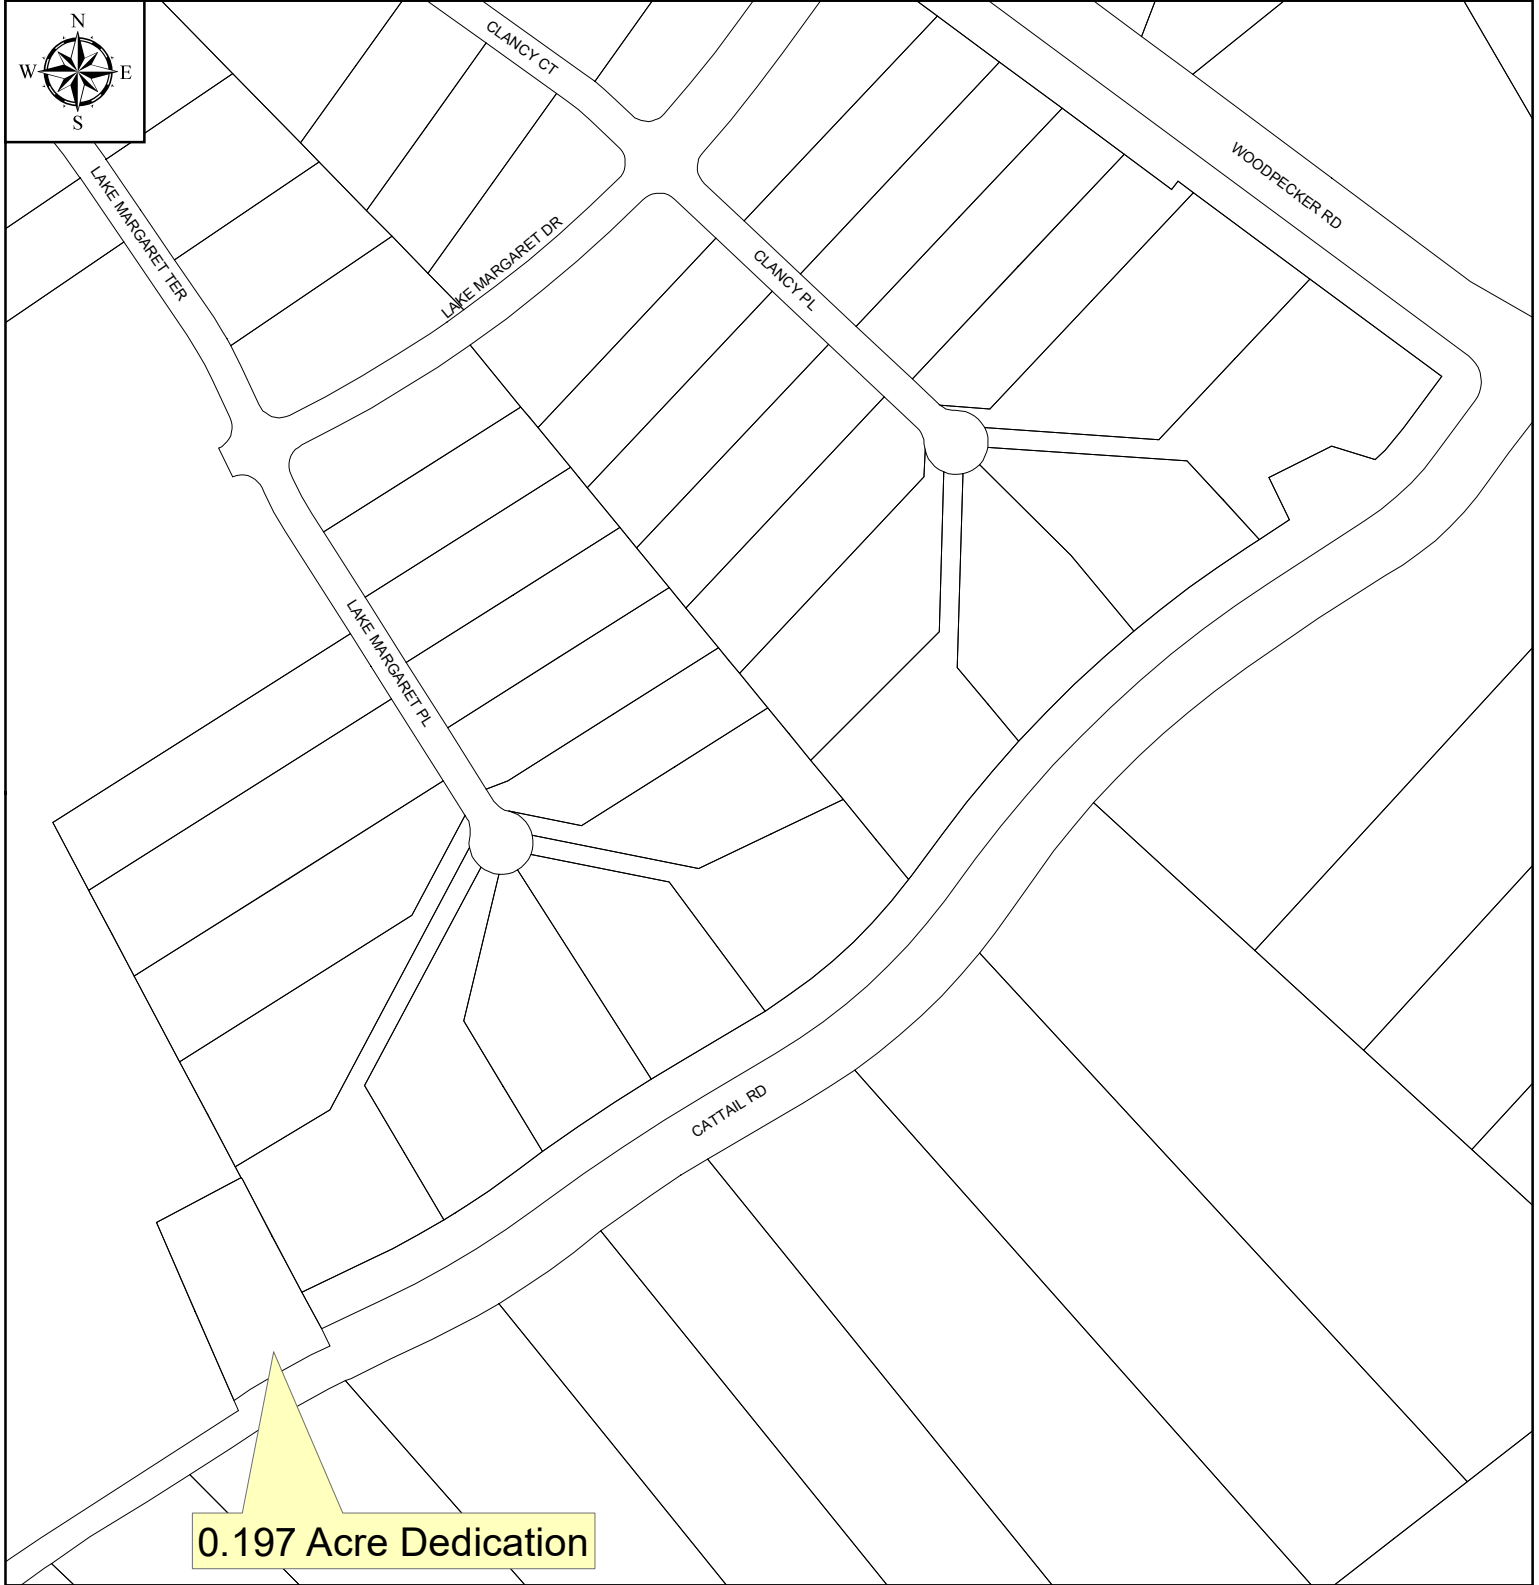 N
W E
S
CLANCY CT
WOODPECKER RD
LAKE MARGARET TER
LAKE MARGARET DR
CLANCY PL
LAKE MARGARET PL
CATTAIL RD
0.197 Acre Dedication